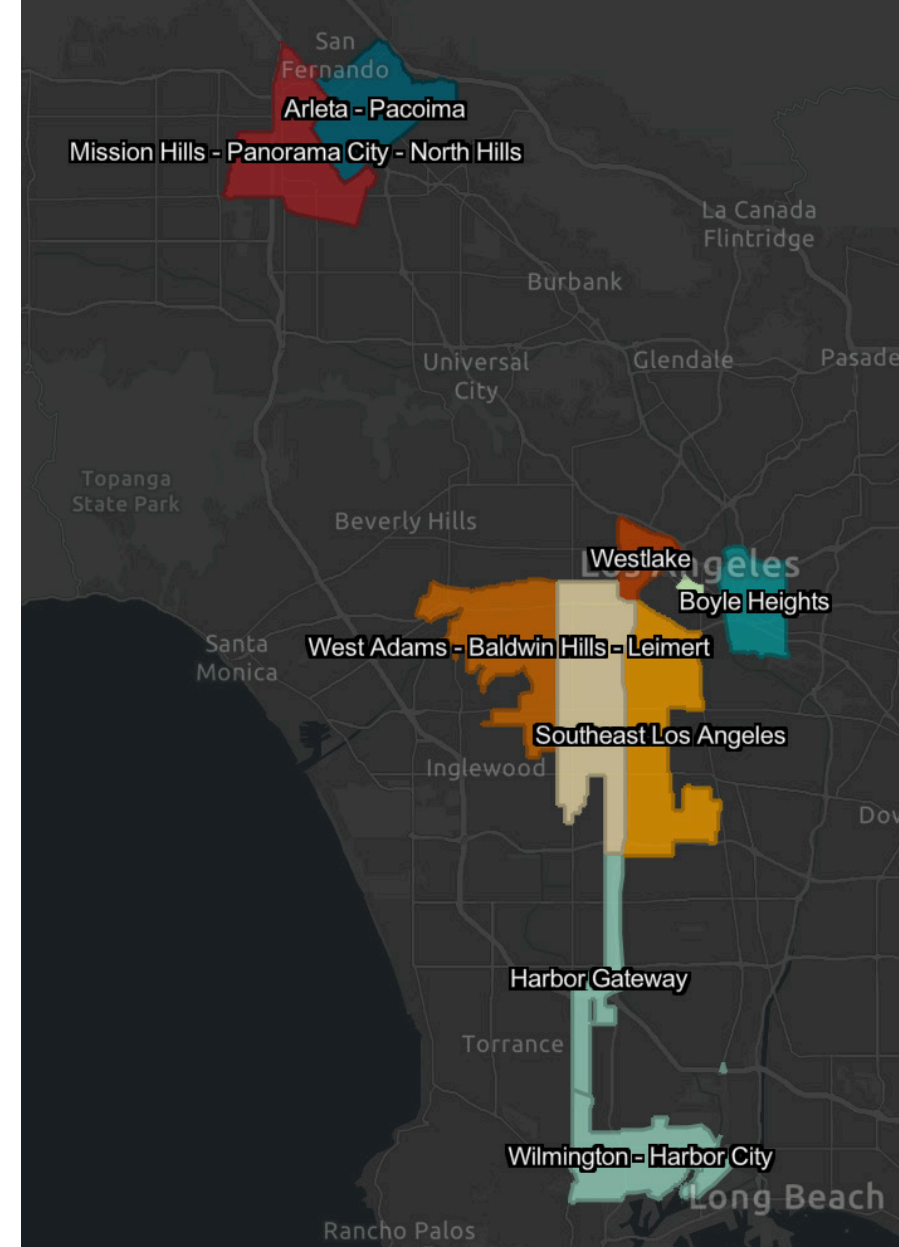 San
Fernando
Arleta - Pacoima
Mission Hills - Panorama City - North Hills
La Canada
Flintridge
Burbank
Universal
City
Glendale
Pasade
Topanga
State Park
Beverly Hills
Westlake
Los Angeles
Boyle Heights
Santa
Monica
West Adams - Baldwin Hills - Leimert
Southeast Los Angeles
Inglewood
Dov
Harbor Gateway
Torrance
Wilmington - Harbor City
Long Beach
Rancho Palos